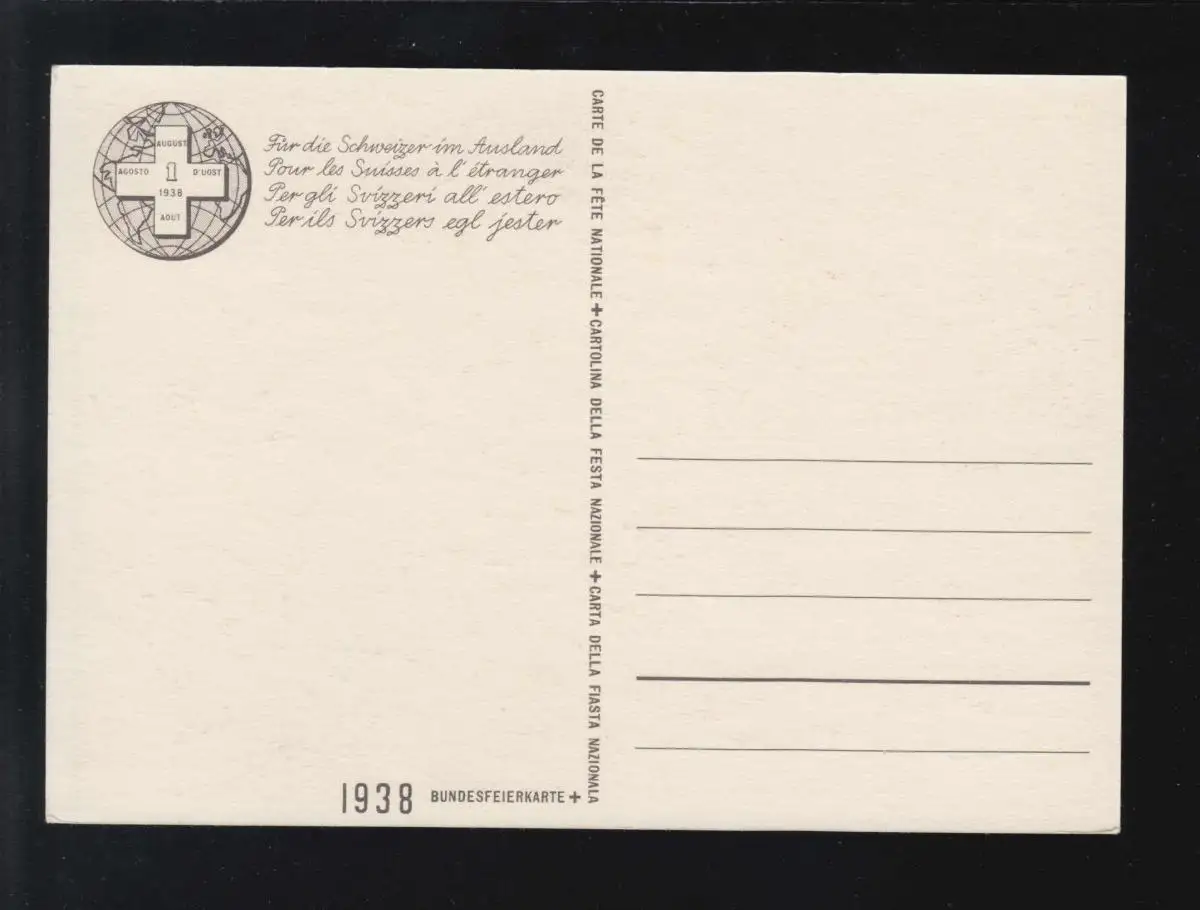 AUGUST
AGOSTO 1 D'UOST
1938
AOUT
Für die Schweizer im Ausland
Pour les Suisses à l'étranger
Per gli Svizzeri all'estero
Per ils Svizzers egl jester
CARTE DE LA FÊTE NATIONALE + CARTOLINA DELLA FESTA NAZIONALE + CARTA DELLA FIASTA NAZIONALA
1938 BUNDESFEIERKARTE +